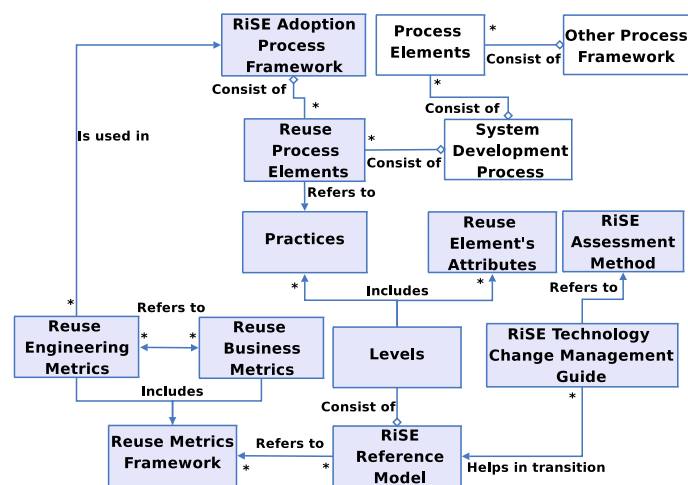 RiSE Adoption
Process
Framework
Process
Elements
*
Consist of
Other Process
Framework
Consist of
*
*
Consist of
Is used in
Reuse
Process
Elements
*
Consist of
System
Development
Process
Refers to
Practices
Reuse
Element's
Attributes
RiSE
Assessment
Method
*
*
Includes
Refers to
*
Reuse
Engineering
Metrics
Refers to
*
*
Reuse
Business
Metrics
Levels
RiSE Technology
Change Management
Guide
*
Includes
Consist of
Reuse Metrics
Framework
Refers to
*
*
RiSE
Reference
Model
Helps in transition